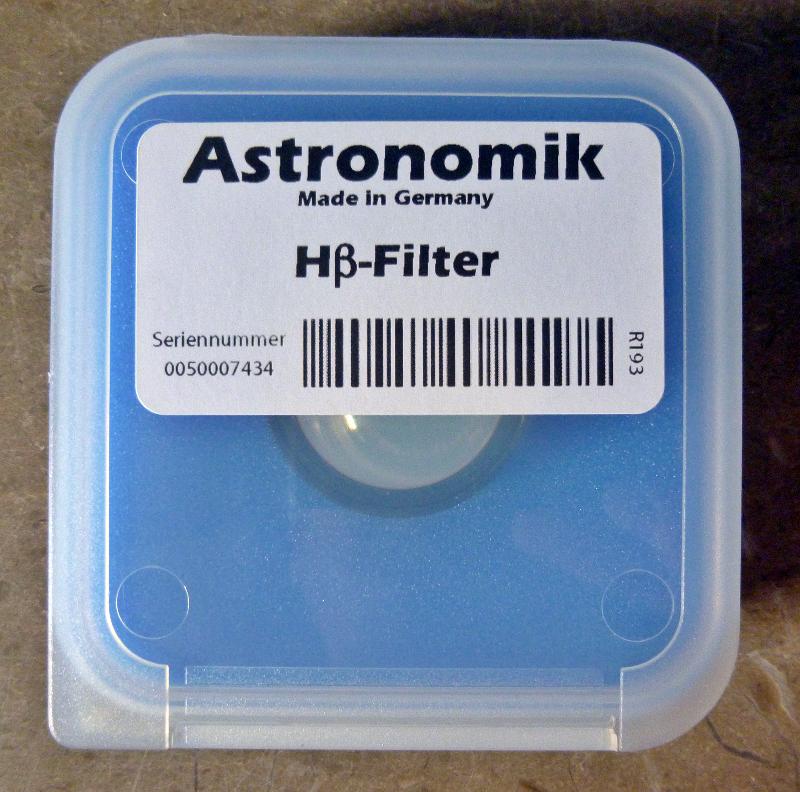 Astronomik
Made in Germany
Hβ-Filter
Seriennummer
0050007434
R193